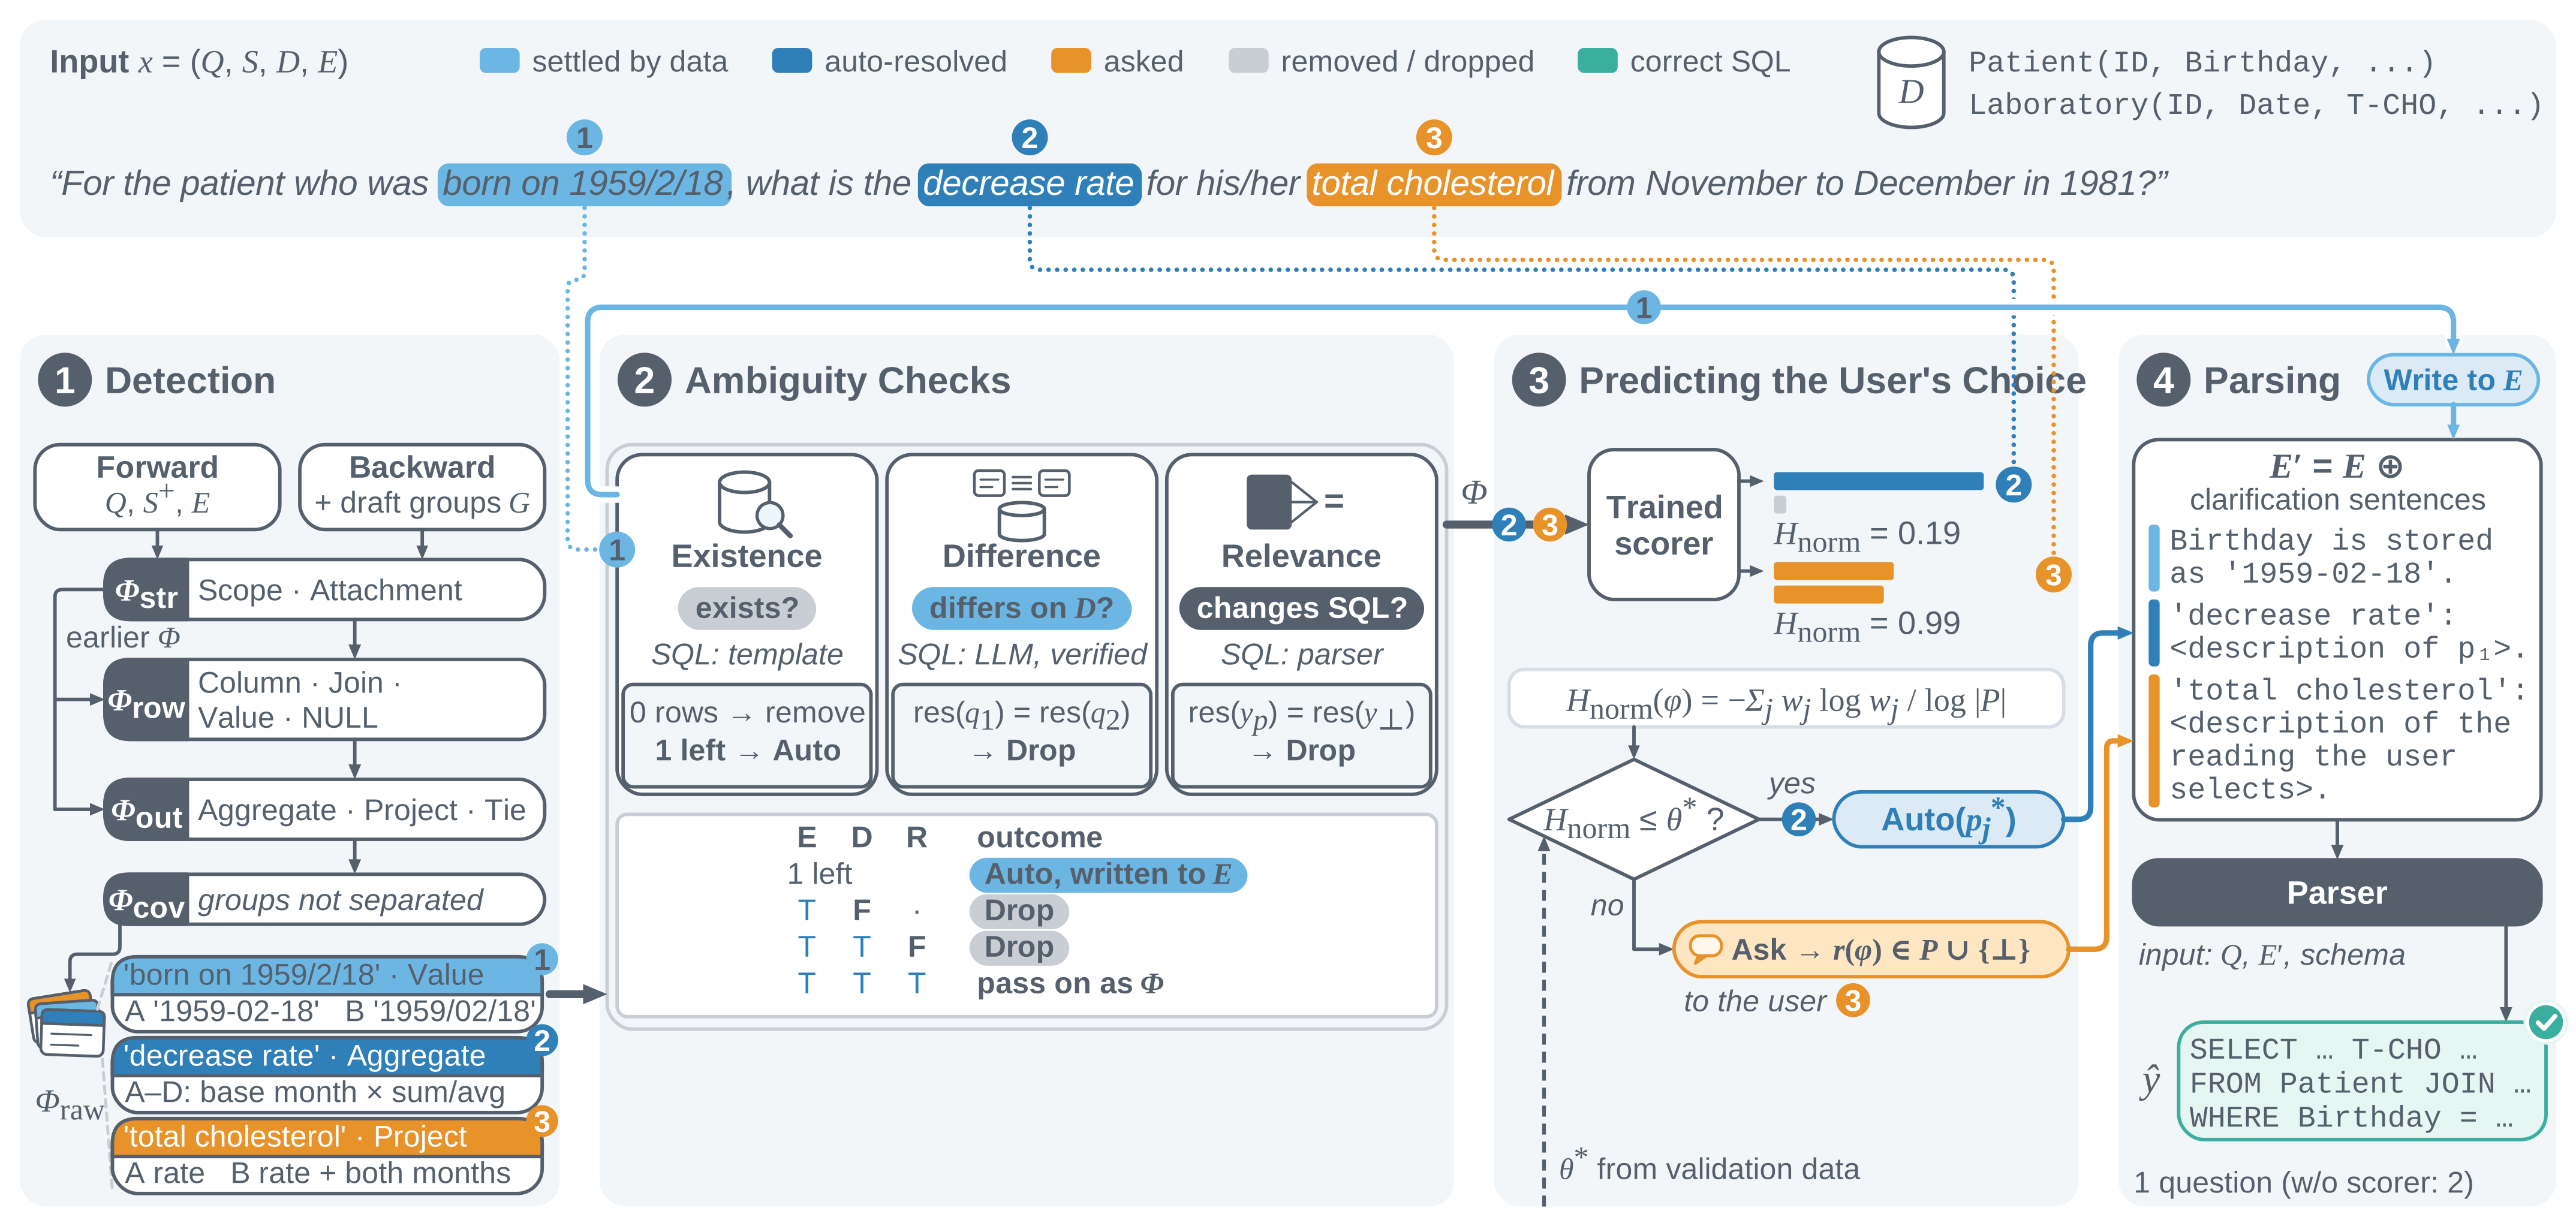 Input x = (Q, S, D, E)
settled by data
auto-resolved
asked
removed / dropped
correct SQL
D
Patient(ID, Birthday, ...)
Laboratory(ID, Date, T-CHO, ...)
1
2
3
“For the patient who was born on 1959/2/18, what is the decrease rate for his/her total cholesterol from November to December in 1981?”
1
1 Detection
Forward
Q, S+, E
Backward
+ draft groups G
Φstr
Scope · Attachment
earlier Φ
Φrow
Column · Join ·
Value · NULL
Φout
Aggregate · Project · Tie
Φcov
groups not separated
Φraw
'born on 1959/2/18' · Value
1
A '1959-02-18' B '1959/02/18'
'decrease rate' · Aggregate
2
A–D: base month × sum/avg
'total cholesterol' · Project
3
A rate B rate + both months
2 Ambiguity Checks
1
Existence
exists?
SQL: template
0 rows → remove
1 left → Auto
Difference
differs on D?
SQL: LLM, verified
res(q1) = res(q2)
→ Drop
=
Relevance
changes SQL?
SQL: parser
res(yp) = res(y⊥)
→ Drop
E D R outcome
1 left Auto, written to E
T F · Drop
T T F Drop
T T T pass on as Φ
Φ
2 3
3 Predicting the User's Choice
Trained
scorer
2
Hnorm = 0.19
3
Hnorm = 0.99
Hnorm(φ) = −Σj wj log wj / log |P|
Hnorm ≤ θ* ?
yes
2
Auto(pj*)
no
Ask → r(φ) ∈ P ∪ {⊥}
to the user 3
θ* from validation data
4 Parsing
Write to E
E′ = E ⊕
clarification sentences
Birthday is stored
as '1959-02-18'.
'decrease rate':
<description of p₁>.
'total cholesterol':
<description of the
reading the user
selects>.
Parser
input: Q, E′, schema
ŷ
SELECT … T-CHO …
FROM Patient JOIN …
WHERE Birthday = …
1 question (w/o scorer: 2)